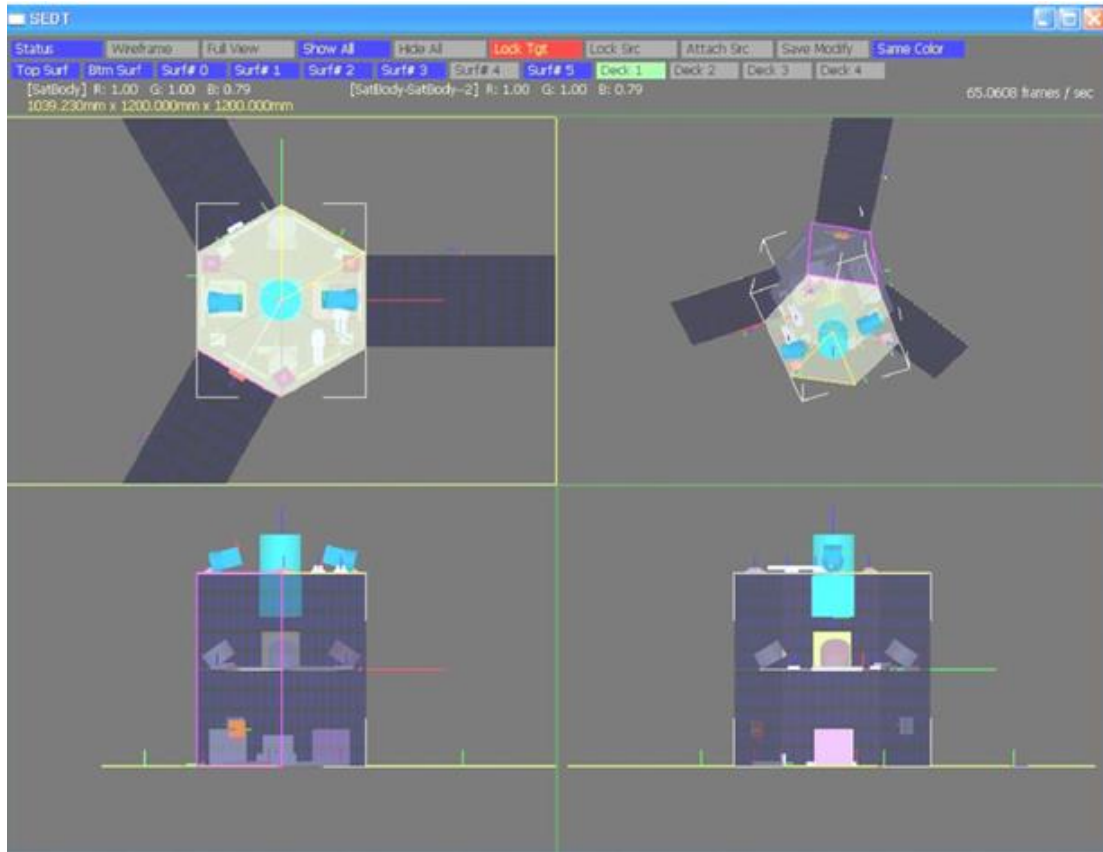 SEDT
Status Wireframe Full View Show All Hide All Lock Tgt Lock Src Attach Src Save Modify Same Color
Top Surf Btm Surf Surf# 0 Surf# 1 Surf# 2 Surf# 3 Surf# 4 Surf# 5 Deck 1 Deck 2 Deck 3 Deck 4
[SatBody] R: 1.00 G: 1.00 B: 0.79 [SatBody-SatBody--2] R: 1.00 G: 1.00 B: 0.79
65.0608 frames / sec
1039.230mm x 1200.000mm x 1200.000mm